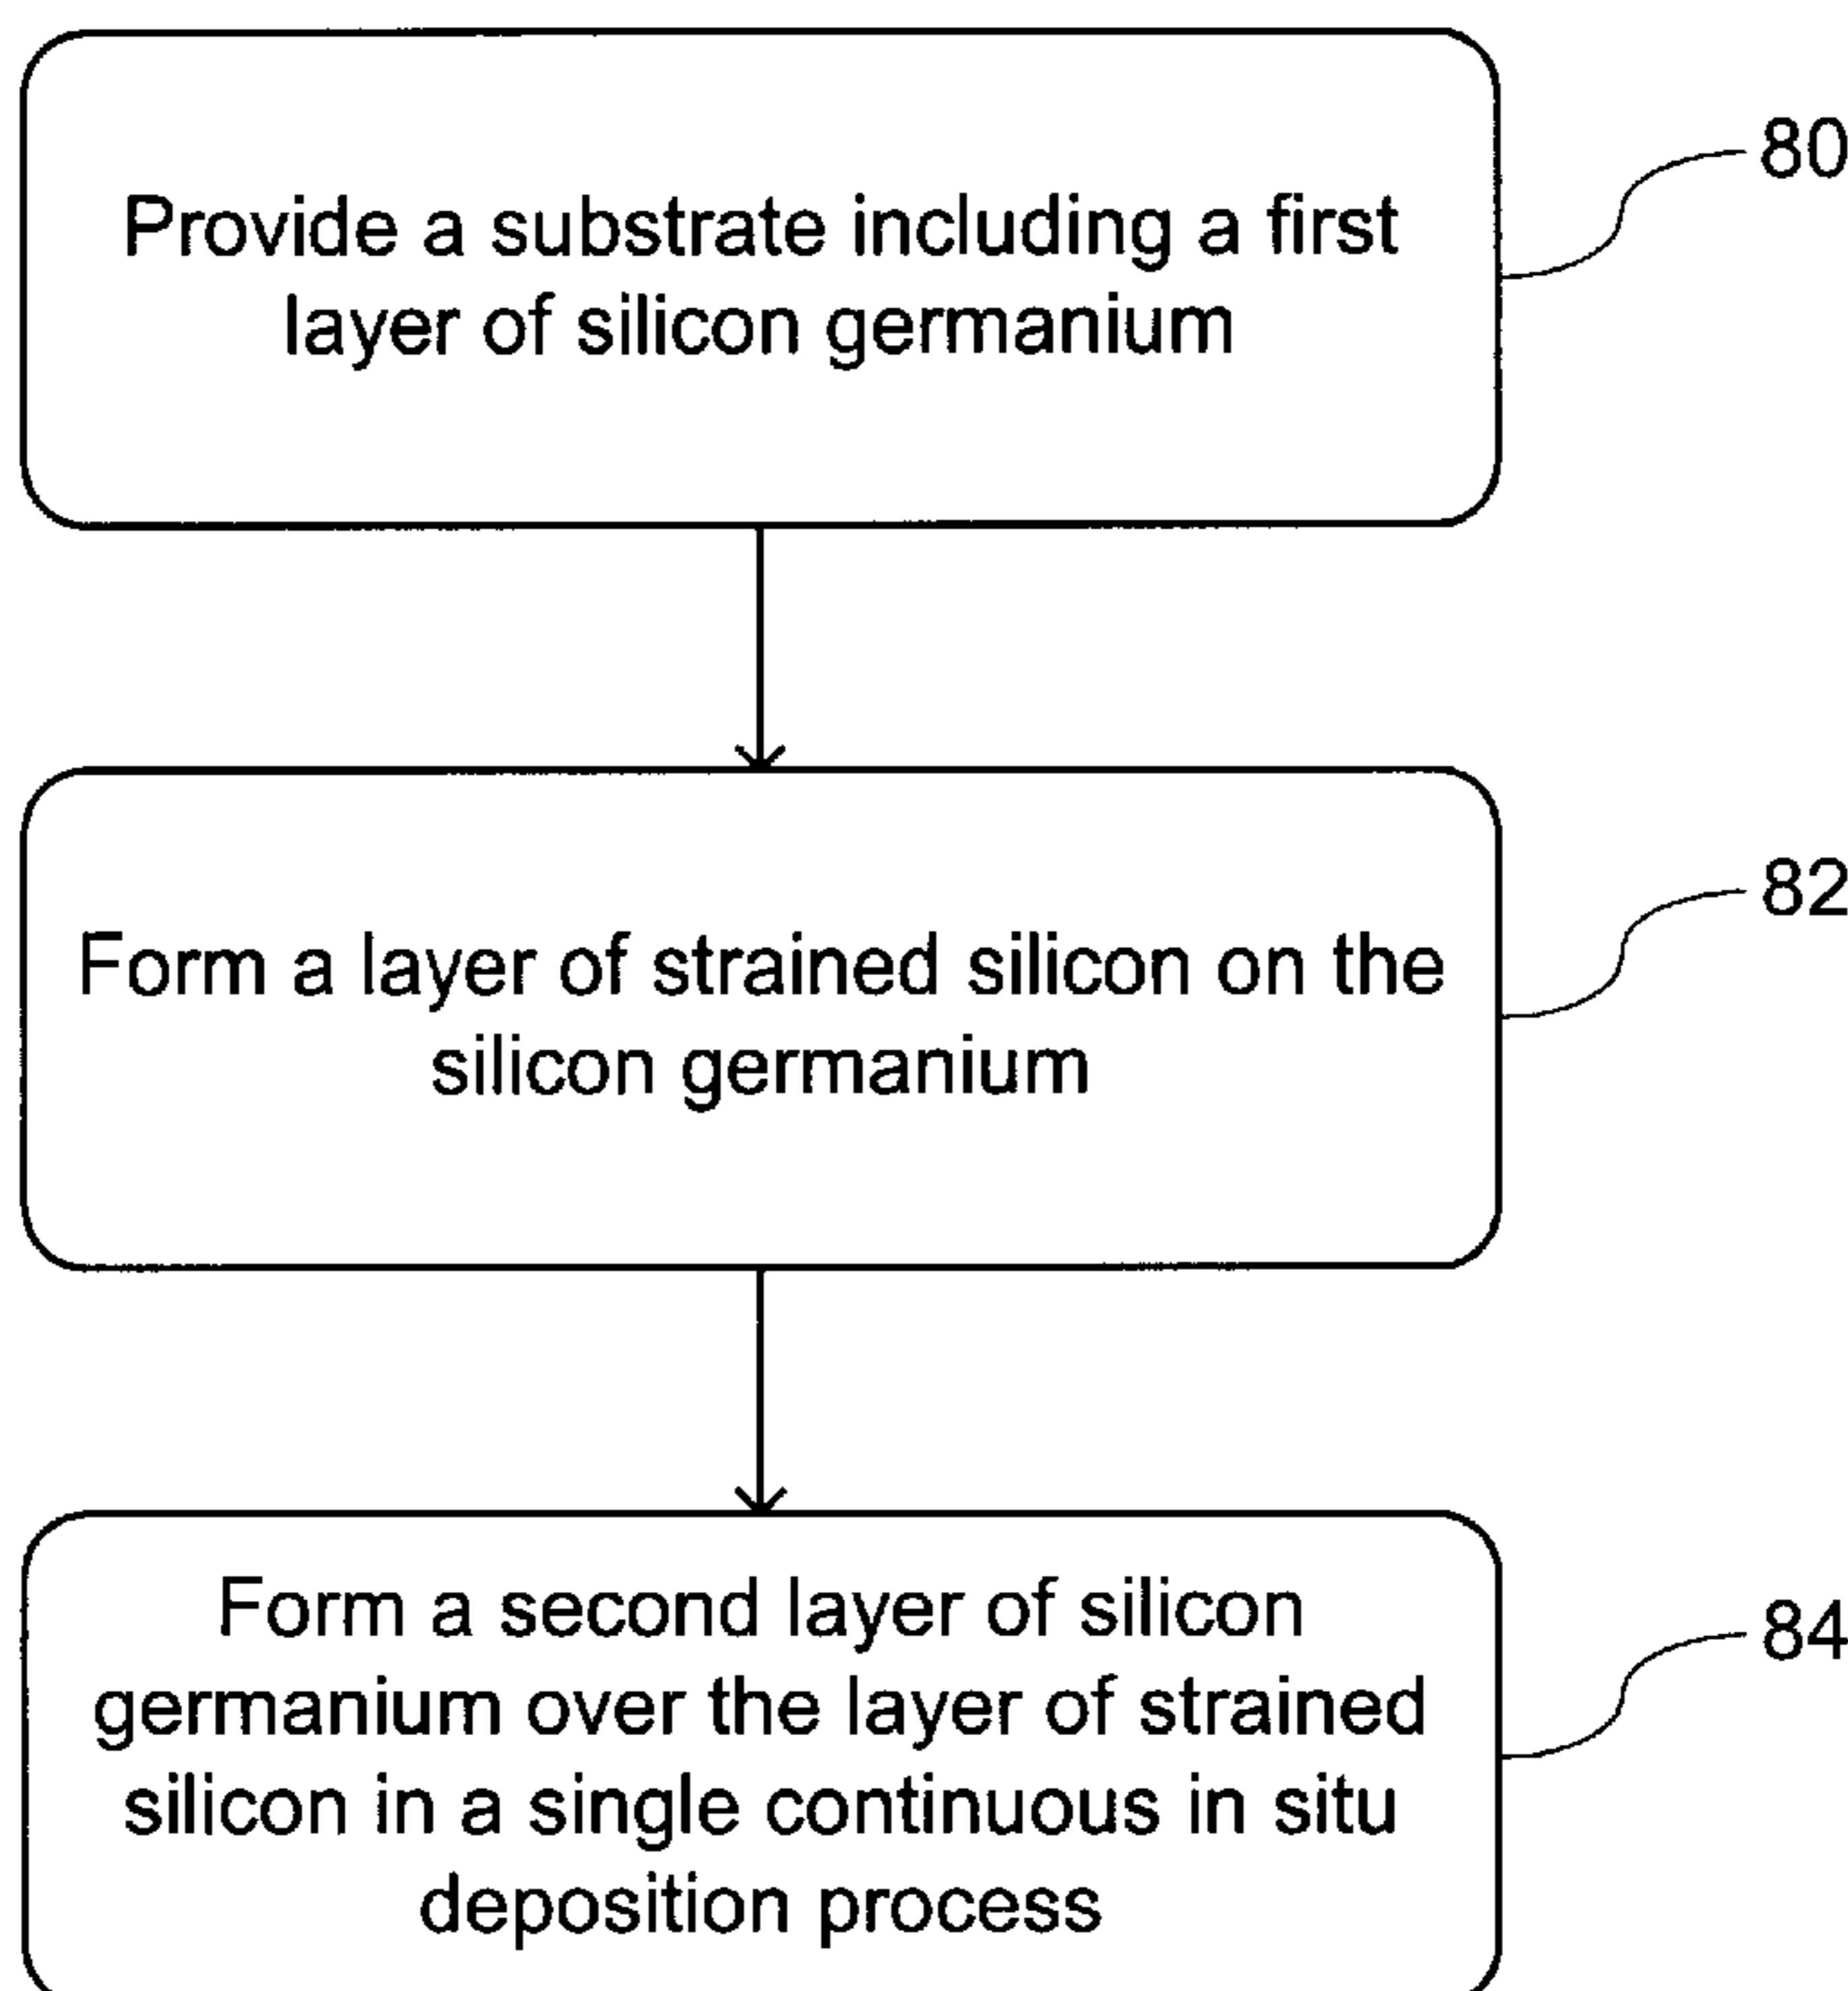 Provide a substrate including a first
layer of silicon germanium
80
Form a layer of strained silicon on the
silicon germanium
82
Form a second layer of silicon
germanium over the layer of strained
silicon in a single continuous in situ
deposition process
84